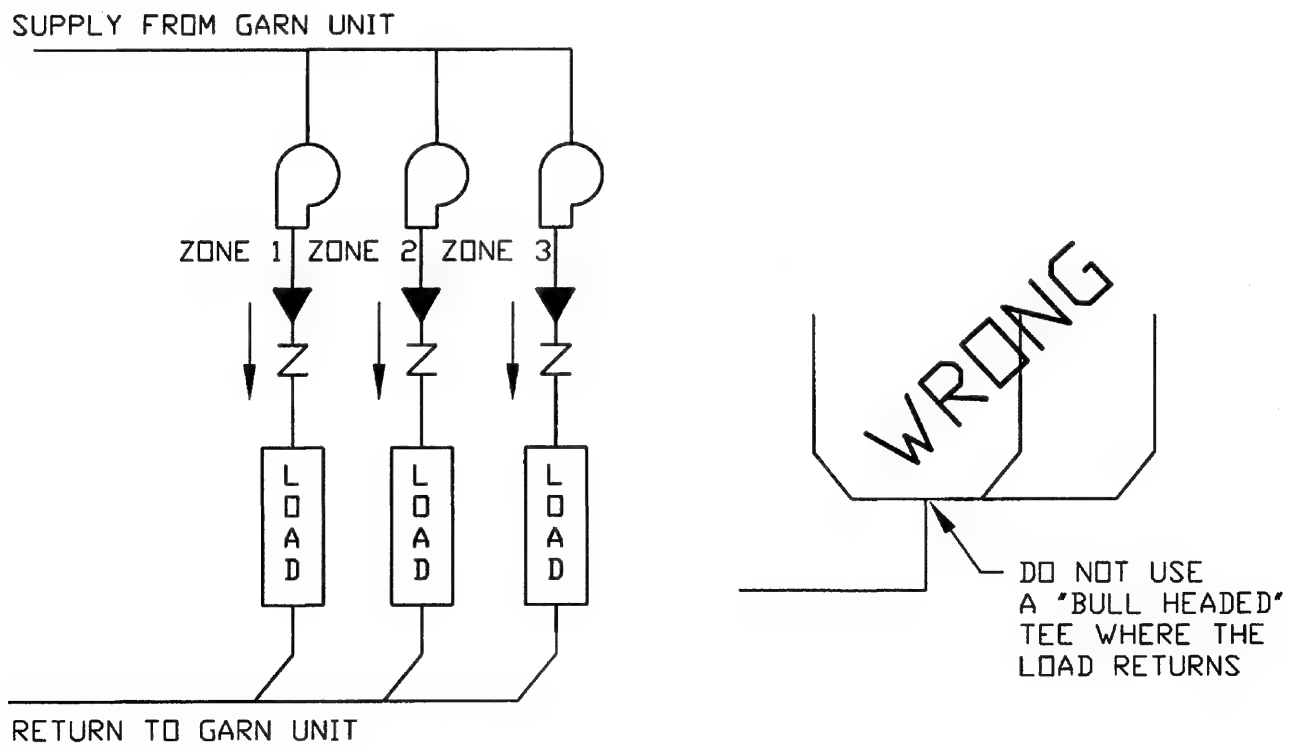 SUPPLY FROM GARN UNIT
ZONE 1 ZONE 2 ZONE 3
LOAD
LOAD
LOAD
RETURN TO GARN UNIT
WRONG
DO NOT USE
A "BULL HEADED"
TEE WHERE THE
LOAD RETURNS